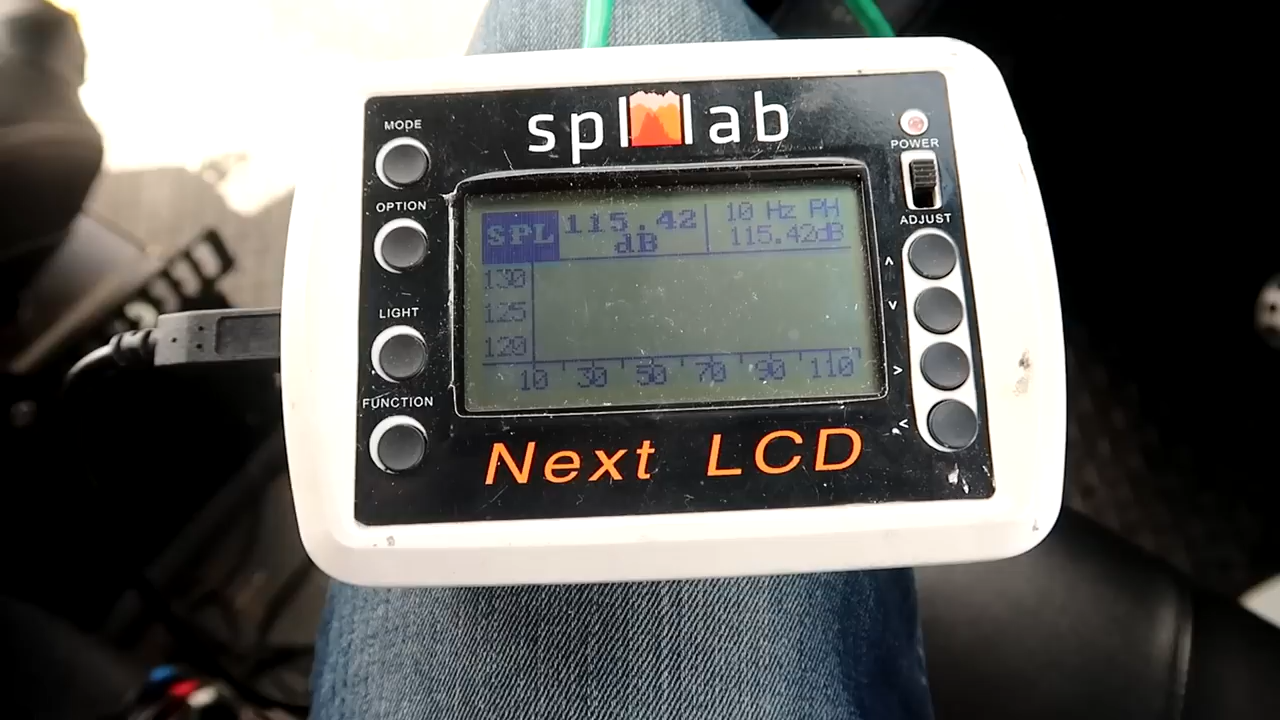 spl lab
MODE
OPTION
LIGHT
FUNCTION
POWER
ADJUST
SPL 115.42 dB
10 Hz PH
115.42dB
130
125
120
10 30 50 70 90 110
Next LCD